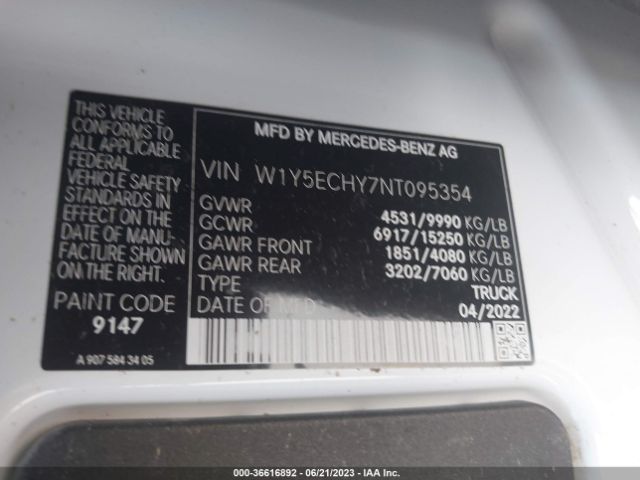 THIS VEHICLE
CONFORMS TO
ALL APPLICABLE
FEDERAL
VEHICLE SAFETY
STANDARDS IN
EFFECT ON THE
DATE OF MANU-
FACTURE SHOWN
ON THE RIGHT.
PAINT CODE
9147
A 907 584 34 05
MFD BY MERCEDES-BENZ AG
VIN W1Y5ECHY7NT095354
GVWR 4531/9990 KG/LB
GCWR 6917/15250 KG/LB
GAWR FRONT 1851/4080 KG/LB
GAWR REAR 3202/7060 KG/LB
TYPE TRUCK
DATE OF MFD 04/2022
000-36616892 - 06/21/2023 - IAA Inc.